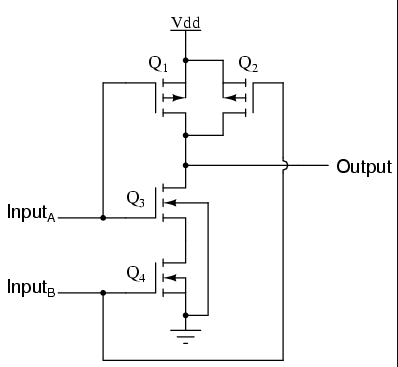 Vdd
Q1 Q2
Output
Q3
InputA
Q4
InputB